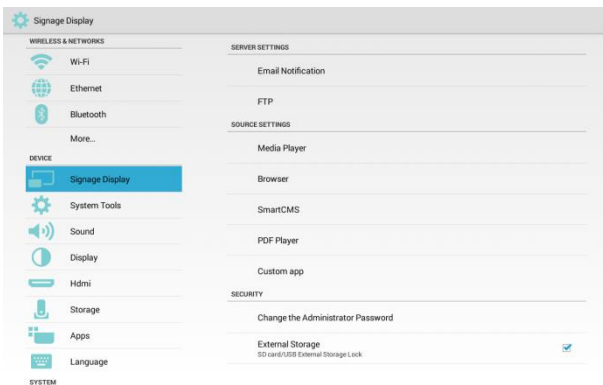 Signage Display
WIRELESS & NETWORKS
Wi-Fi
Ethernet
Bluetooth
More...
DEVICE
Signage Display
System Tools
Sound
Display
Hdmi
Storage
Apps
Language
SYSTEM
SERVER SETTINGS
Email Notification
FTP
SOURCE SETTINGS
Media Player
Browser
SmartCMS
PDF Player
Custom app
SECURITY
Change the Administrator Password
External Storage
SD card/USB External Storage Lock